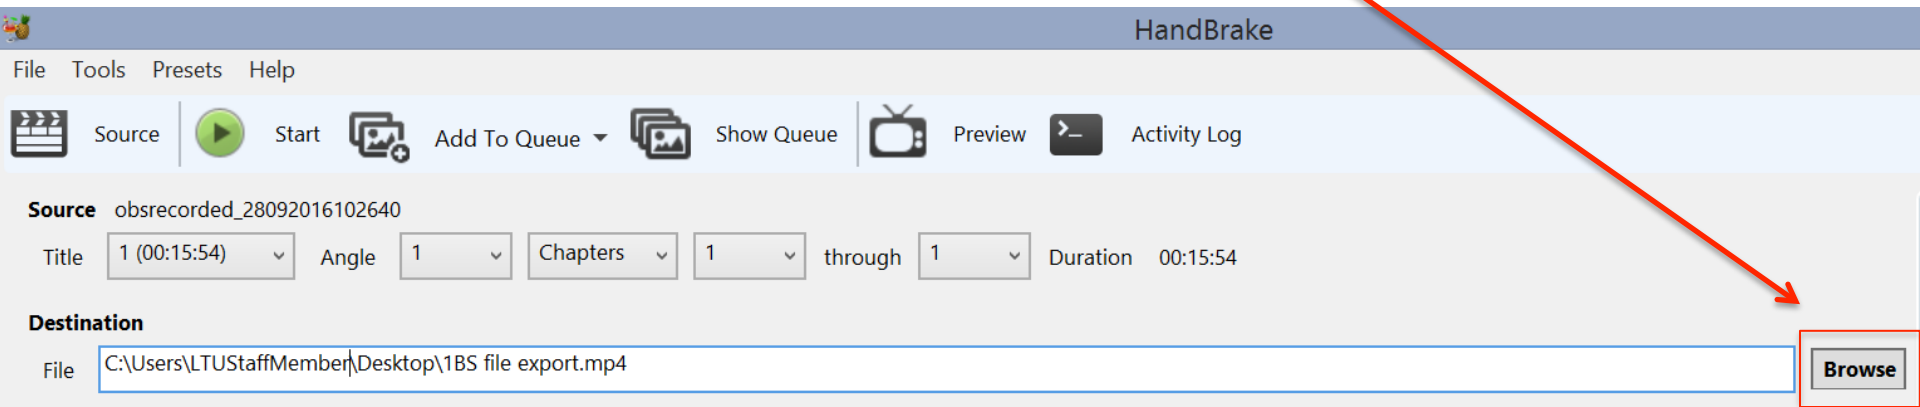 HandBrake
File Tools Presets Help
Source Start Add To Queue Show Queue Preview Activity Log
Source obsrecorded_28092016102640
Title 1 (00:15:54) Angle 1 Chapters 1 through 1 Duration 00:15:54
Destination
File C:\Users\LTUStaffMember\Desktop\1BS file export.mp4 Browse